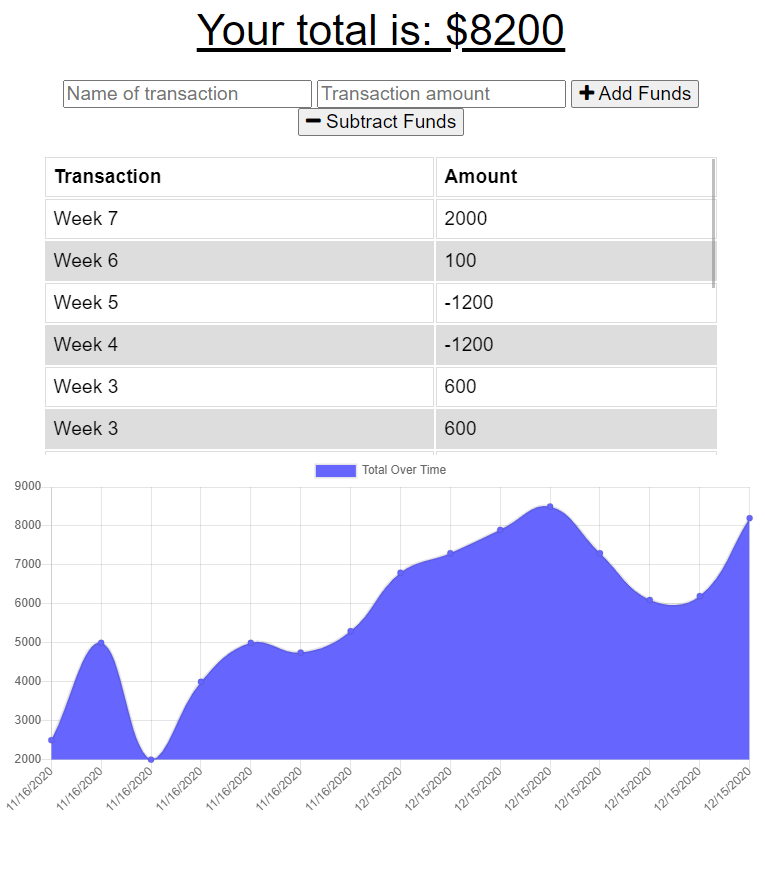 Your total is: $8200
Name of transaction Transaction amount Add Funds
Subtract Funds
Transaction Amount
Week 7 2000
Week 6 100
Week 5 -1200
Week 4 -1200
Week 3 600
Week 3 600
Total Over Time
9000
8000
7000
6000
5000
4000
3000
2000
11/16/2020 11/16/2020 11/16/2020 11/16/2020 11/16/2020 11/16/2020 11/16/2020 12/15/2020 12/15/2020 12/15/2020 12/15/2020 12/15/2020 12/15/2020 12/15/2020 12/15/2020